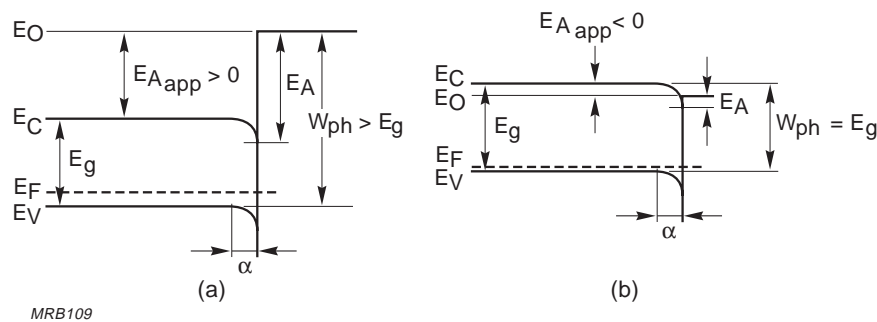 E_O
E_A app > 0
E_A
E_C
W_ph > E_g
E_g
E_F
E_V
α
(a)
E_A app < 0
E_C
E_O
E_A
E_g
W_ph = E_g
E_F
E_V
α
(b)
MRB109